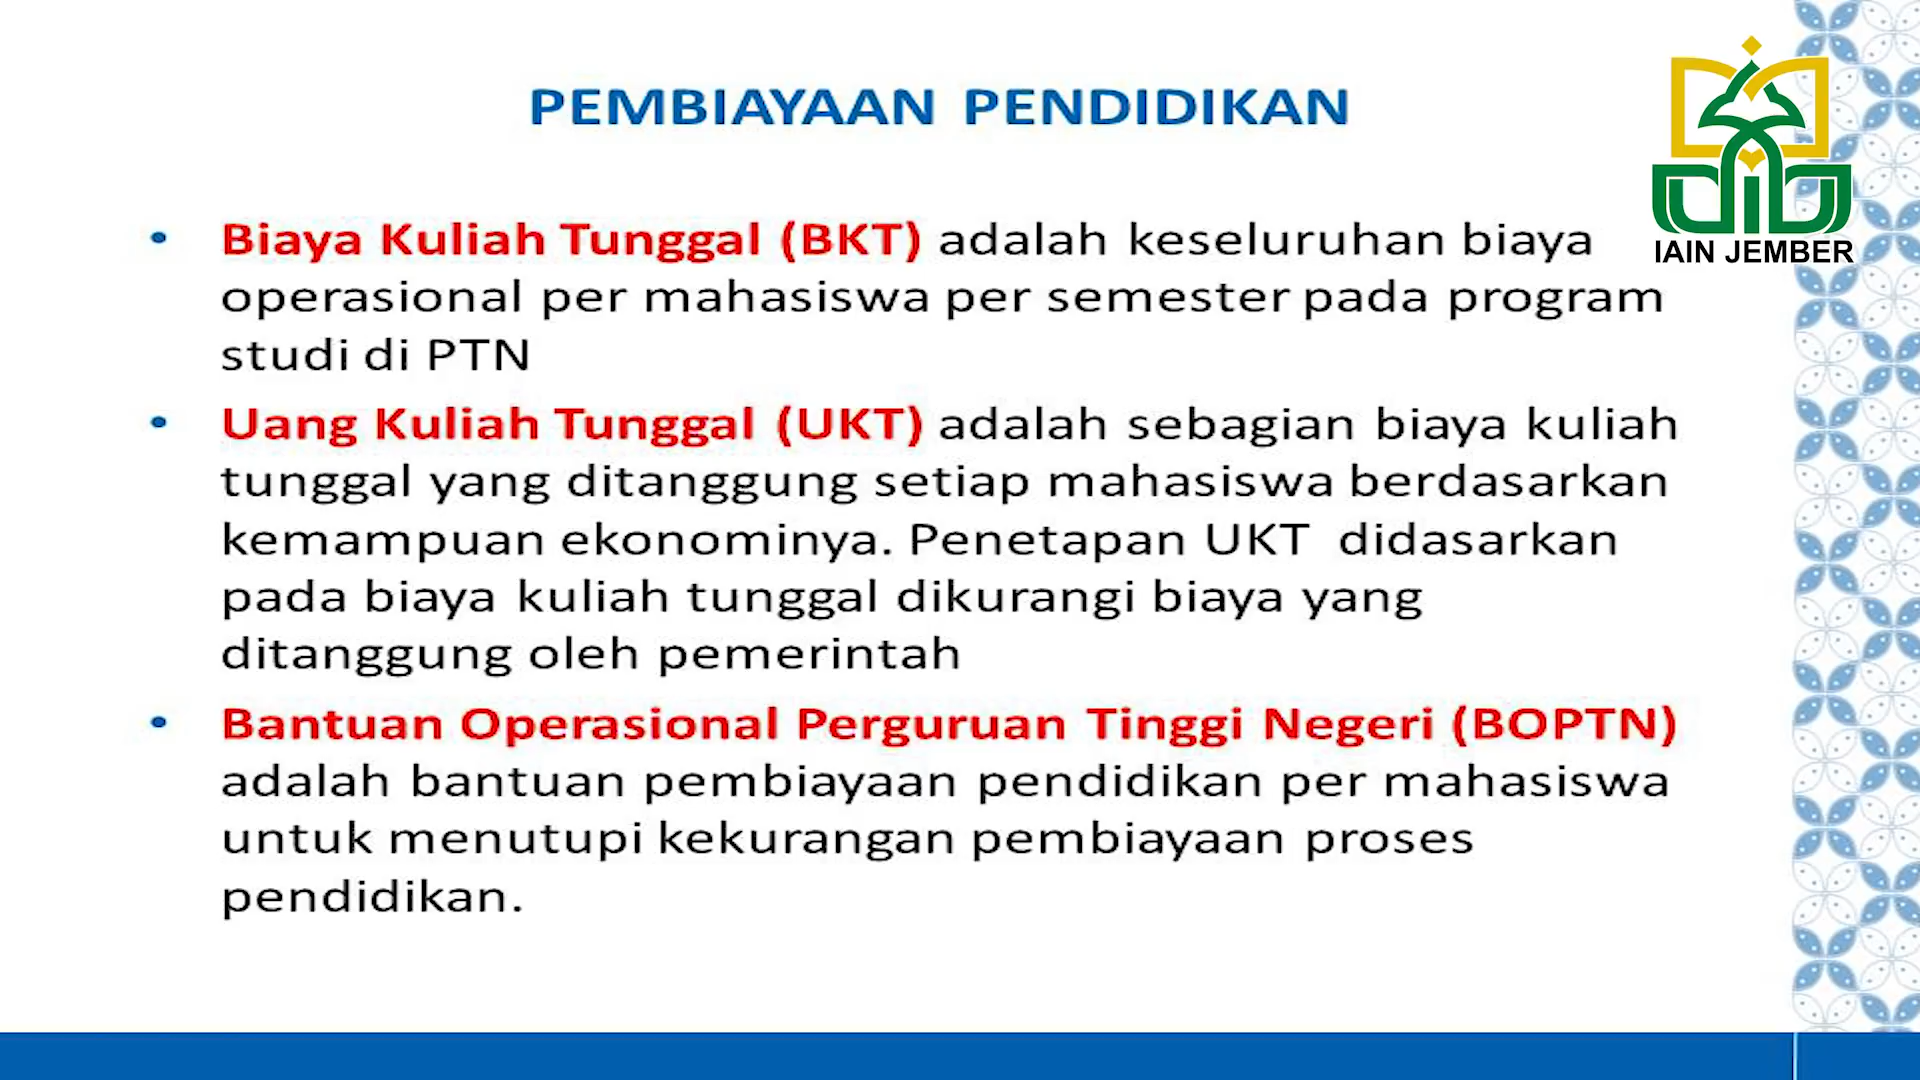 PEMBIAYAAN PENDIDIKAN
IAIN JEMBER
• Biaya Kuliah Tunggal (BKT) adalah keseluruhan biaya
operasional per mahasiswa per semester pada program
studi di PTN
• Uang Kuliah Tunggal (UKT) adalah sebagian biaya kuliah
tunggal yang ditanggung setiap mahasiswa berdasarkan
kemampuan ekonominya. Penetapan UKT didasarkan
pada biaya kuliah tunggal dikurangi biaya yang
ditanggung oleh pemerintah
• Bantuan Operasional Perguruan Tinggi Negeri (BOPTN)
adalah bantuan pembiayaan pendidikan per mahasiswa
untuk menutupi kekurangan pembiayaan proses
pendidikan.